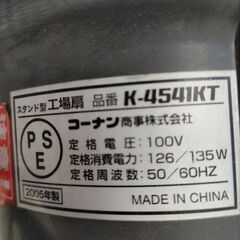 スタンド型 工場扇 品番 K-4541KT
コーナン商事株式会社
PS
E
定格電圧：100V
定格消費電力：126/135W
定格周波数：50/60HZ
2005年製
MADE IN CHINA